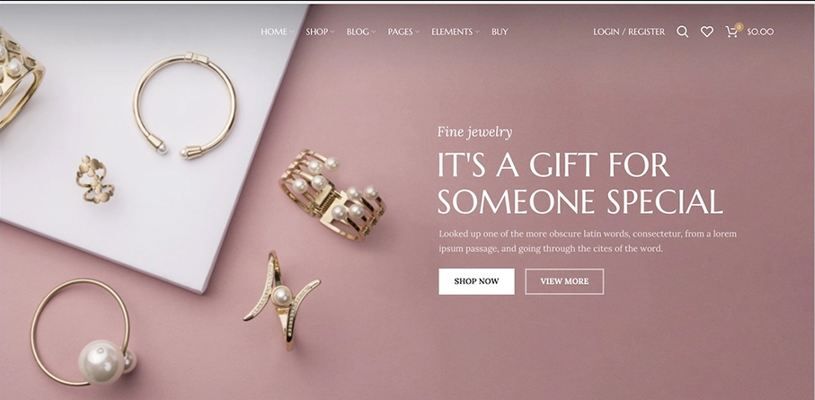 HOME SHOP BLOG PAGES ELEMENTS BUY LOGIN / REGISTER 0 $0.00
Fine jewelry
IT'S A GIFT FOR
SOMEONE SPECIAL
Looked up one of the more obscure latin words, consectetur, from a lorem
ipsum passage, and going through the cites of the word.
SHOP NOW VIEW MORE